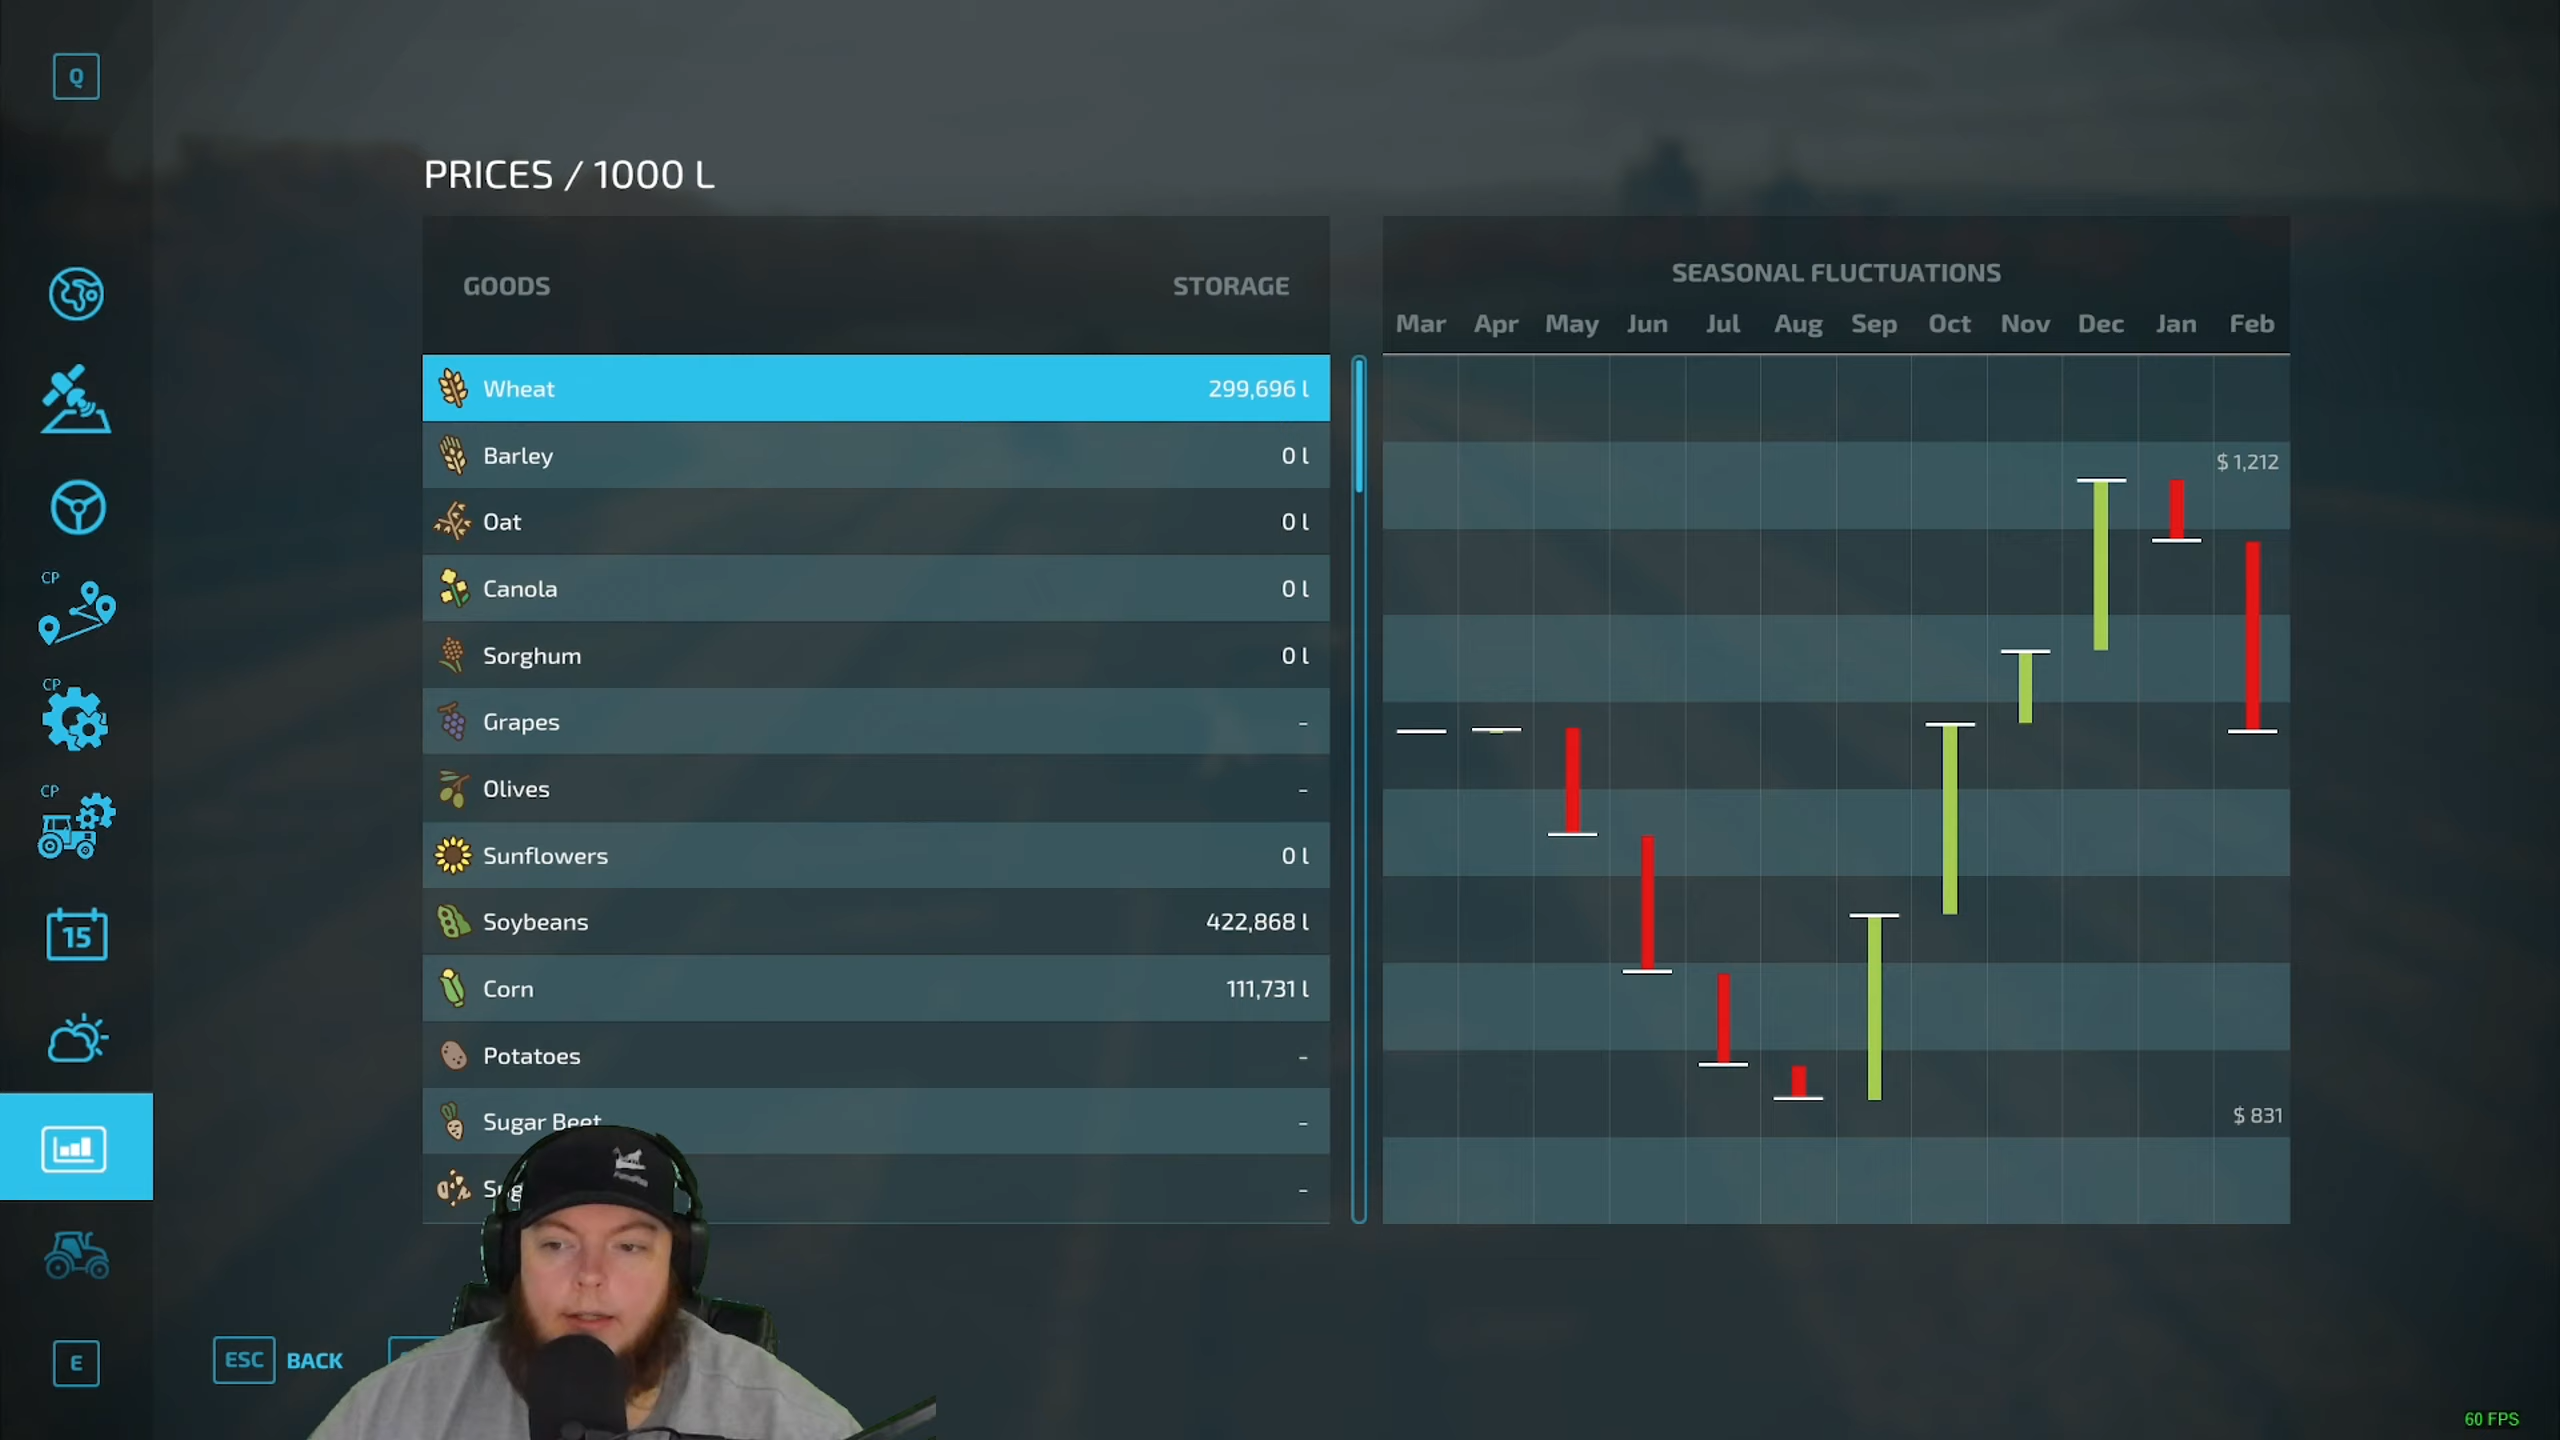 Q
PRICES / 1000 L
GOODS STORAGE
SEASONAL FLUCTUATIONS
Mar Apr May Jun Jul Aug Sep Oct Nov Dec Jan Feb
Wheat 299,696 l
Barley 0 l
Oat 0 l
Canola 0 l
Sorghum 0 l
Grapes -
Olives -
Sunflowers 0 l
Soybeans 422,868 l
Corn 111,731 l
Potatoes -
Sugar Beet -
-
$ 1,212
$ 831
CP
CP
CP
15
E
ESC BACK
60 FPS